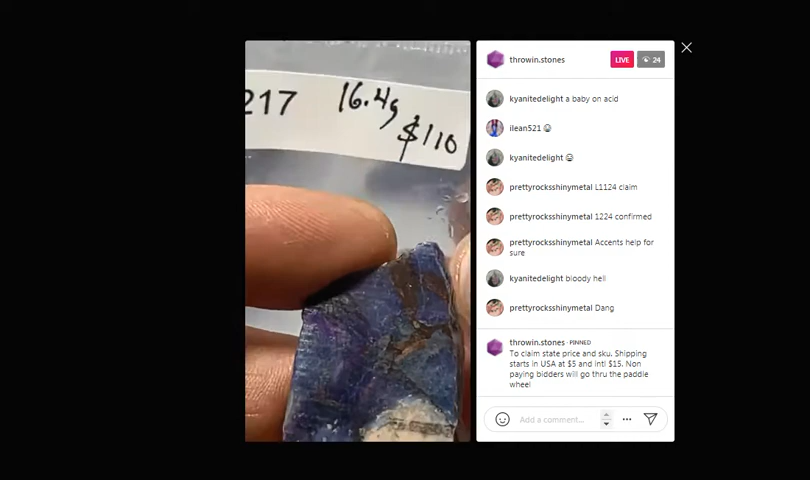 217
16.4g
$110
throwin.stones
LIVE
24
kyanitedelight a baby on acid
ilean521
kyanitedelight
prettyrocksshinymetal L1124 claim
prettyrocksshinymetal 1224 confirmed
prettyrocksshinymetal Accents help for
sure
kyanitedelight bloody hell
prettyrocksshinymetal Dang
throwin.stones · PINNED
To claim state price and sku. Shipping
starts in USA at $5 and intl $15. Non
paying bidders will go thru the paddle
wheel
Add a comment...